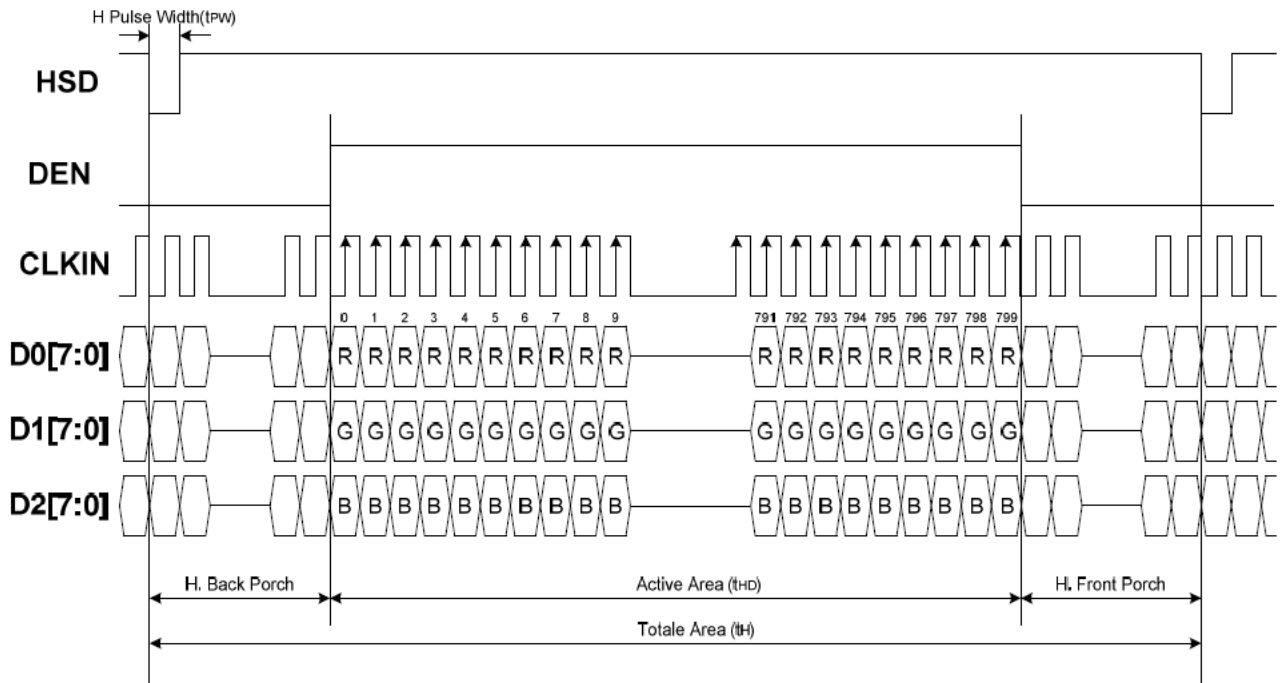 H Pulse Width(tPW)
HSD
DEN
CLKIN
0 1 2 3 4 5 6 7 8 9 791 792 793 794 795 796 797 798 799
D0[7:0] R R R R R R R R R R R R R R R R R R R
D1[7:0] G G G G G G G G G G G G G G G G G G G
D2[7:0] B B B B B B B B B B B B B B B B B B B
H. Back Porch Active Area (tHD) H. Front Porch
Totale Area (tH)